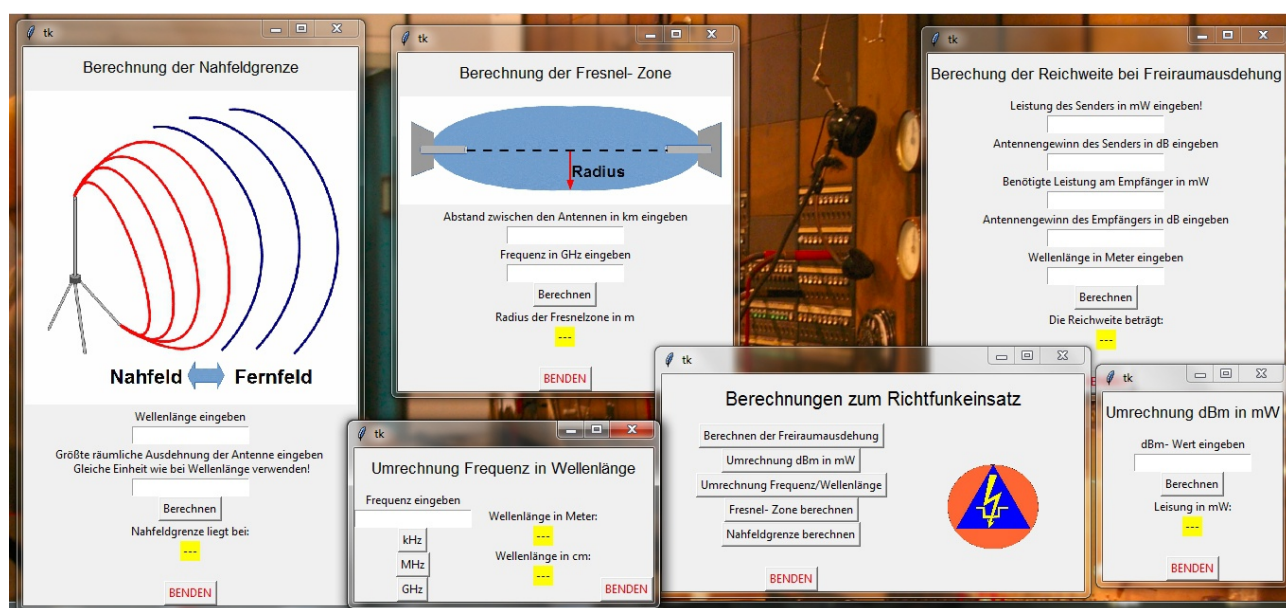 tk
Berechnung der Nahfeldgrenze
Nahfeld Fernfeld
Wellenlänge eingeben
Größte räumliche Ausdehnung der Antenne eingeben
Gleiche Einheit wie bei Wellenlänge verwenden!
Berechnen
Nahfeldgrenze liegt bei:
---
BENDEN
tk
Berechnung der Fresnel- Zone
Radius
Abstand zwischen den Antennen in km eingeben
Frequenz in GHz eingeben
Berechnen
Radius der Fresnelzone in m
---
BENDEN
tk
Berechung der Reichweite bei Freiraumausdehung
Leistung des Senders in mW eingeben!
Antennengewinn des Senders in dB eingeben
Benötigte Leistung am Empfänger in mW
Antennengewinn des Empfängers in dB eingeben
Wellenlänge in Meter eingeben
Berechnen
Die Reichweite beträgt:
---
tk
Umrechnung Frequenz in Wellenlänge
Frequenz eingeben
kHz
MHz
GHz
Wellenlänge in Meter:
---
Wellenlänge in cm:
---
BENDEN
tk
Berechnungen zum Richtfunkeinsatz
Berechnen der Freiraumausdehung
Umrechnung dBm in mW
Umrechnung Frequenz/Wellenlänge
Fresnel- Zone berechnen
Nahfeldgrenze berechnen
BENDEN
tk
Umrechnung dBm in mW
dBm- Wert eingeben
Berechnen
Leisung in mW:
---
BENDEN